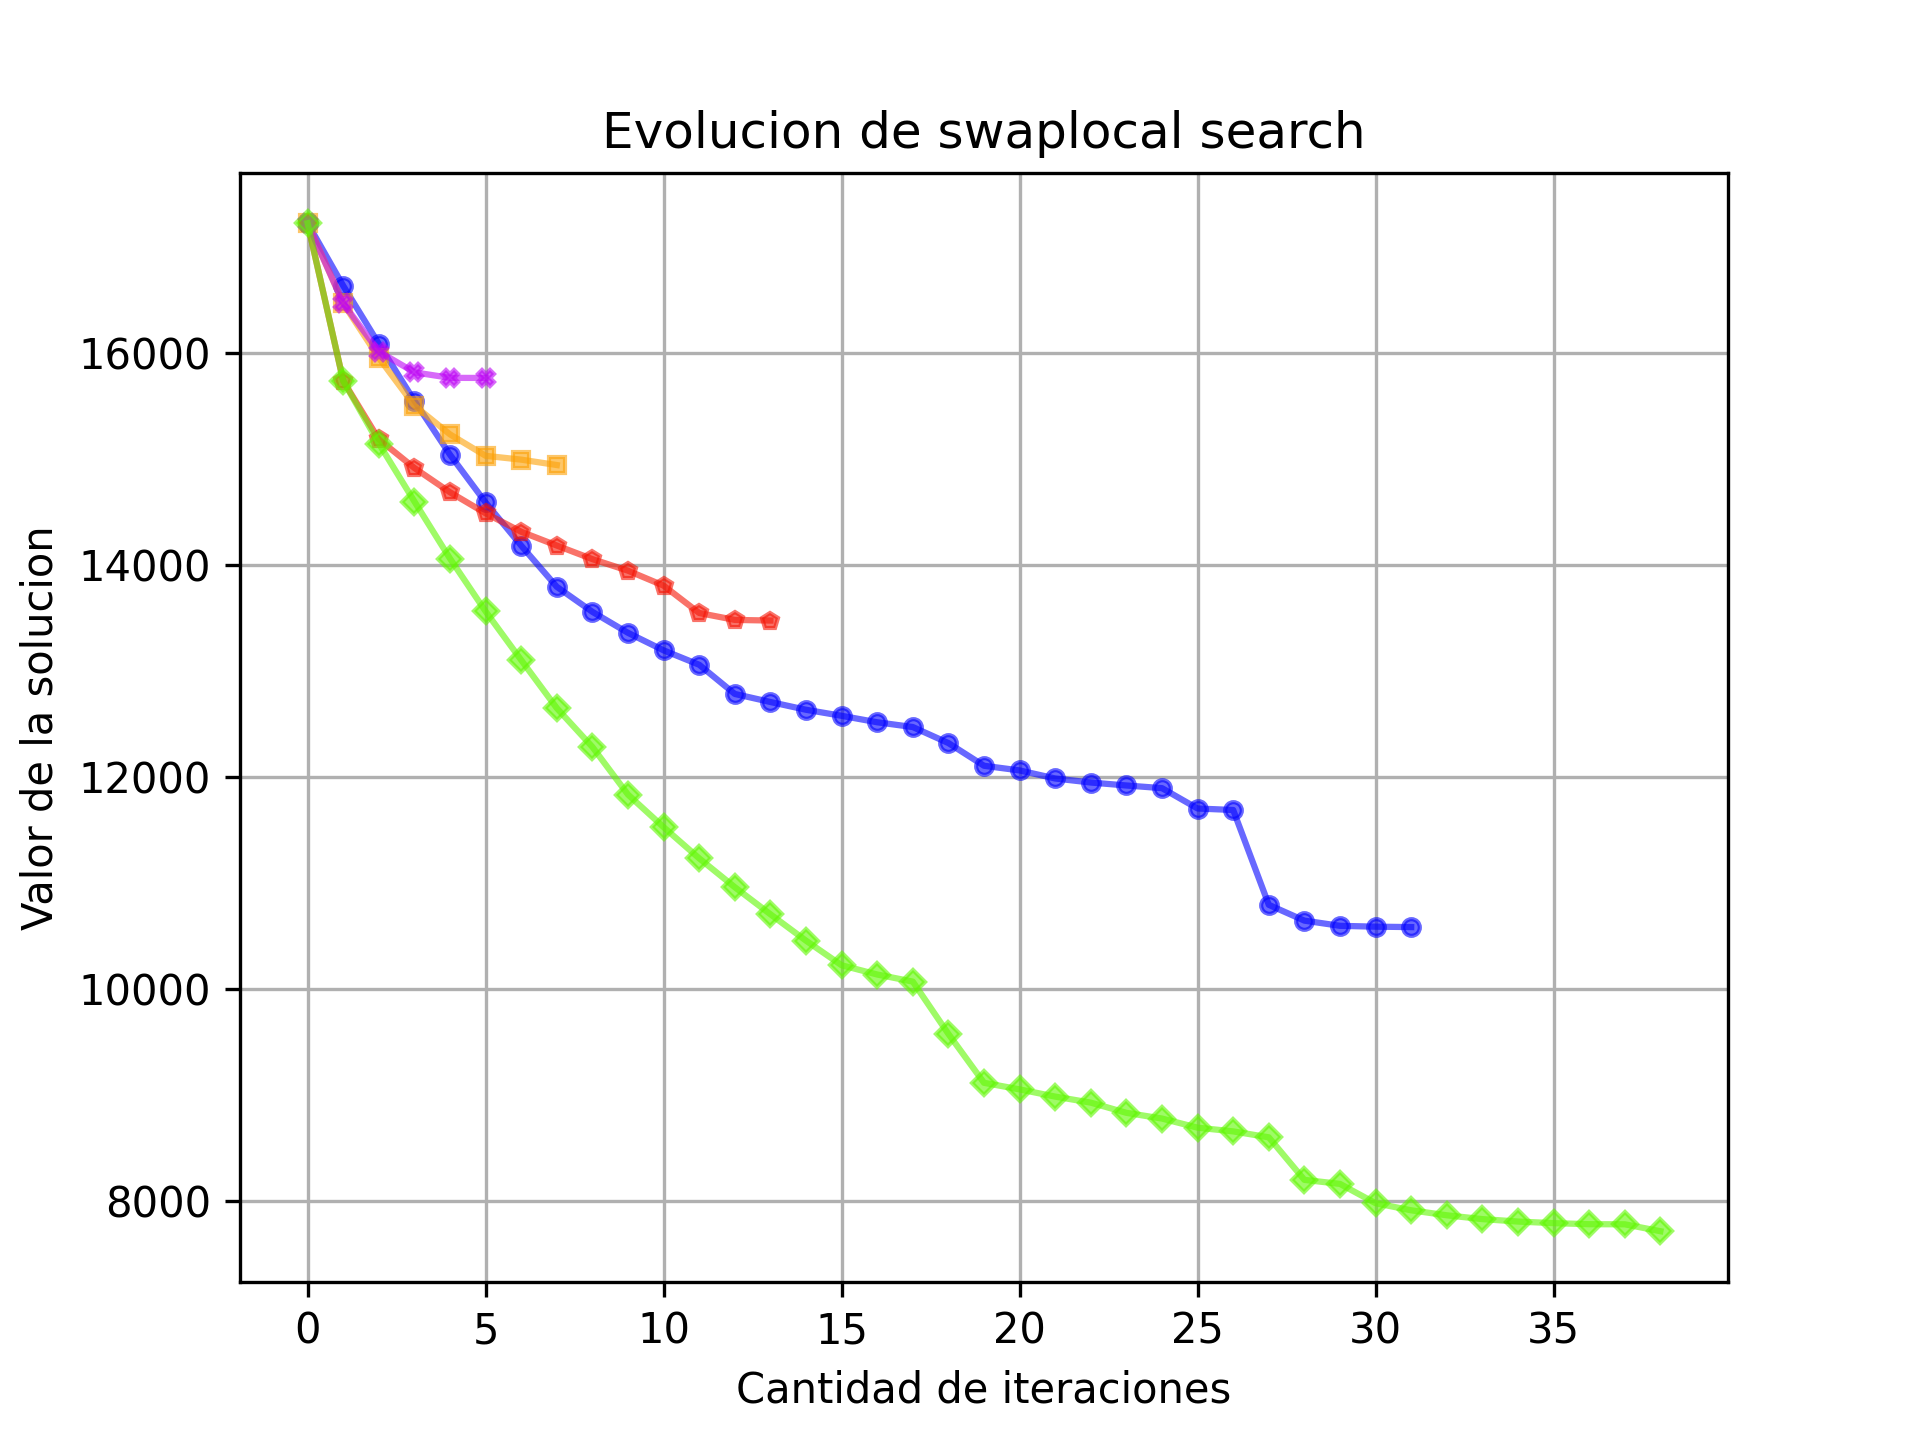 Evolucion de swaplocal search
Valor de la solucion
16000
14000
12000
10000
8000
0 5 10 15 20 25 30 35
Cantidad de iteraciones